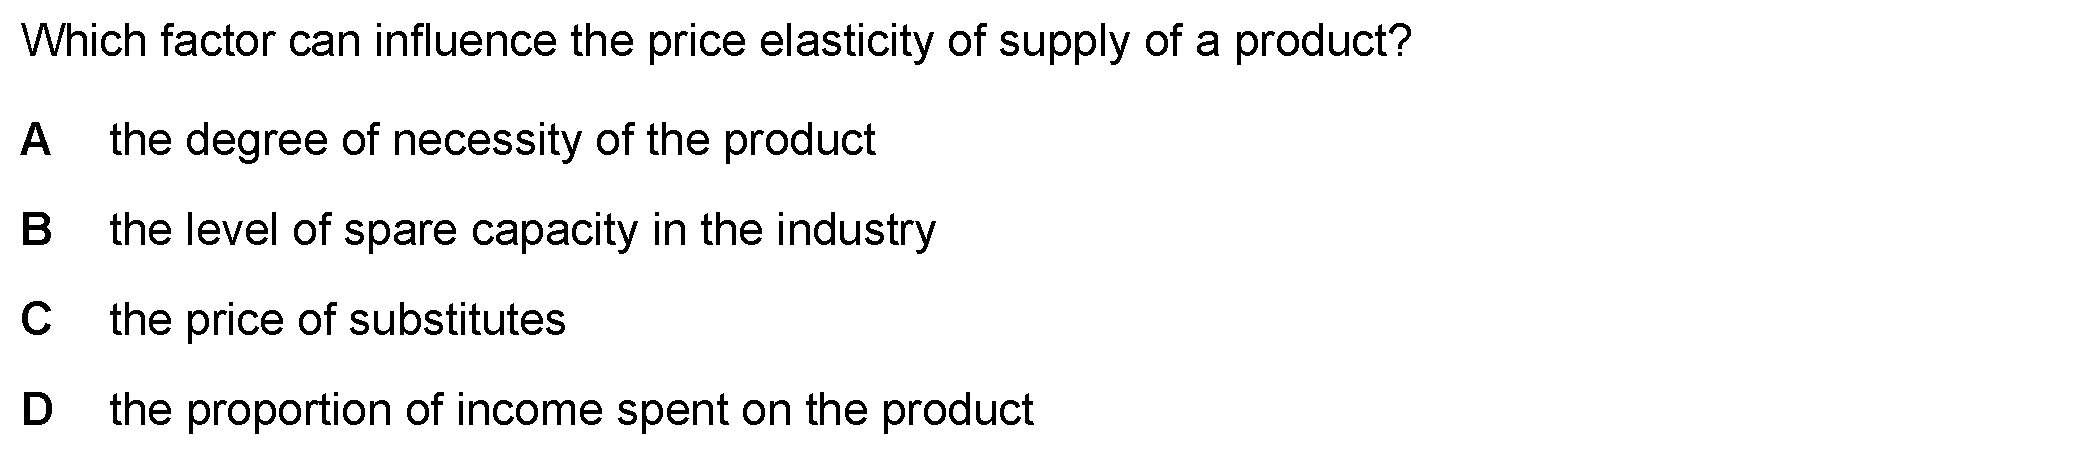 Which factor can influence the price elasticity of supply of a product?
A the degree of necessity of the product
B the level of spare capacity in the industry
C the price of substitutes
D the proportion of income spent on the product